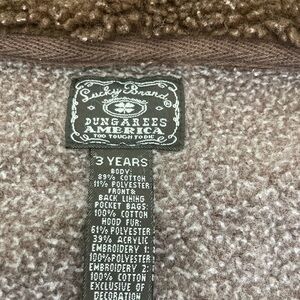 Lucky Brand
DUNGAREES
AMERICA
TOO TOUGH TO DIE
3 YEARS
BODY:
89% COTTON
11% POLYESTER
FRONT &
BACK LINING
POCKET BAGS:
100% COTTON
HOOD FUR:
61% POLYESTER
39% ACRYLIC
EMBROIDERY 1:
100% POLYESTER
EMBROIDERY 2:
100% COTTON
EXCLUSIVE OF
DECORATION